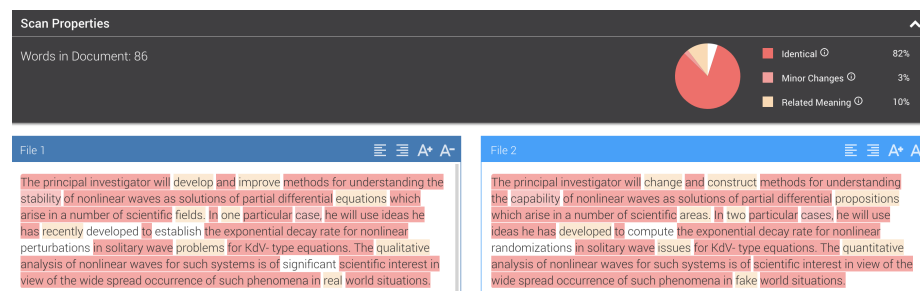 Scan Properties
Words in Document: 86
Identical 82%
Minor Changes 3%
Related Meaning 10%
File 1
A+ A-
The principal investigator will develop and improve methods for understanding the
stability of nonlinear waves as solutions of partial differential equations which
arise in a number of scientific fields. In one particular case, he will use ideas he
has recently developed to establish the exponential decay rate for nonlinear
perturbations in solitary wave problems for KdV- type equations. The qualitative
analysis of nonlinear waves for such systems is of significant scientific interest in
view of the wide spread occurrence of such phenomena in real world situations.
File 2
A+ A
The principal investigator will change and construct methods for understanding
the capability of nonlinear waves as solutions of partial differential propositions
which arise in a number of scientific areas. In two particular cases, he will use
ideas he has developed to compute the exponential decay rate for nonlinear
randomizations in solitary wave issues for KdV- type equations. The quantitative
analysis of nonlinear waves for such systems is of scientific interest in view of the
wide spread occurrence of such phenomena in fake world situations.